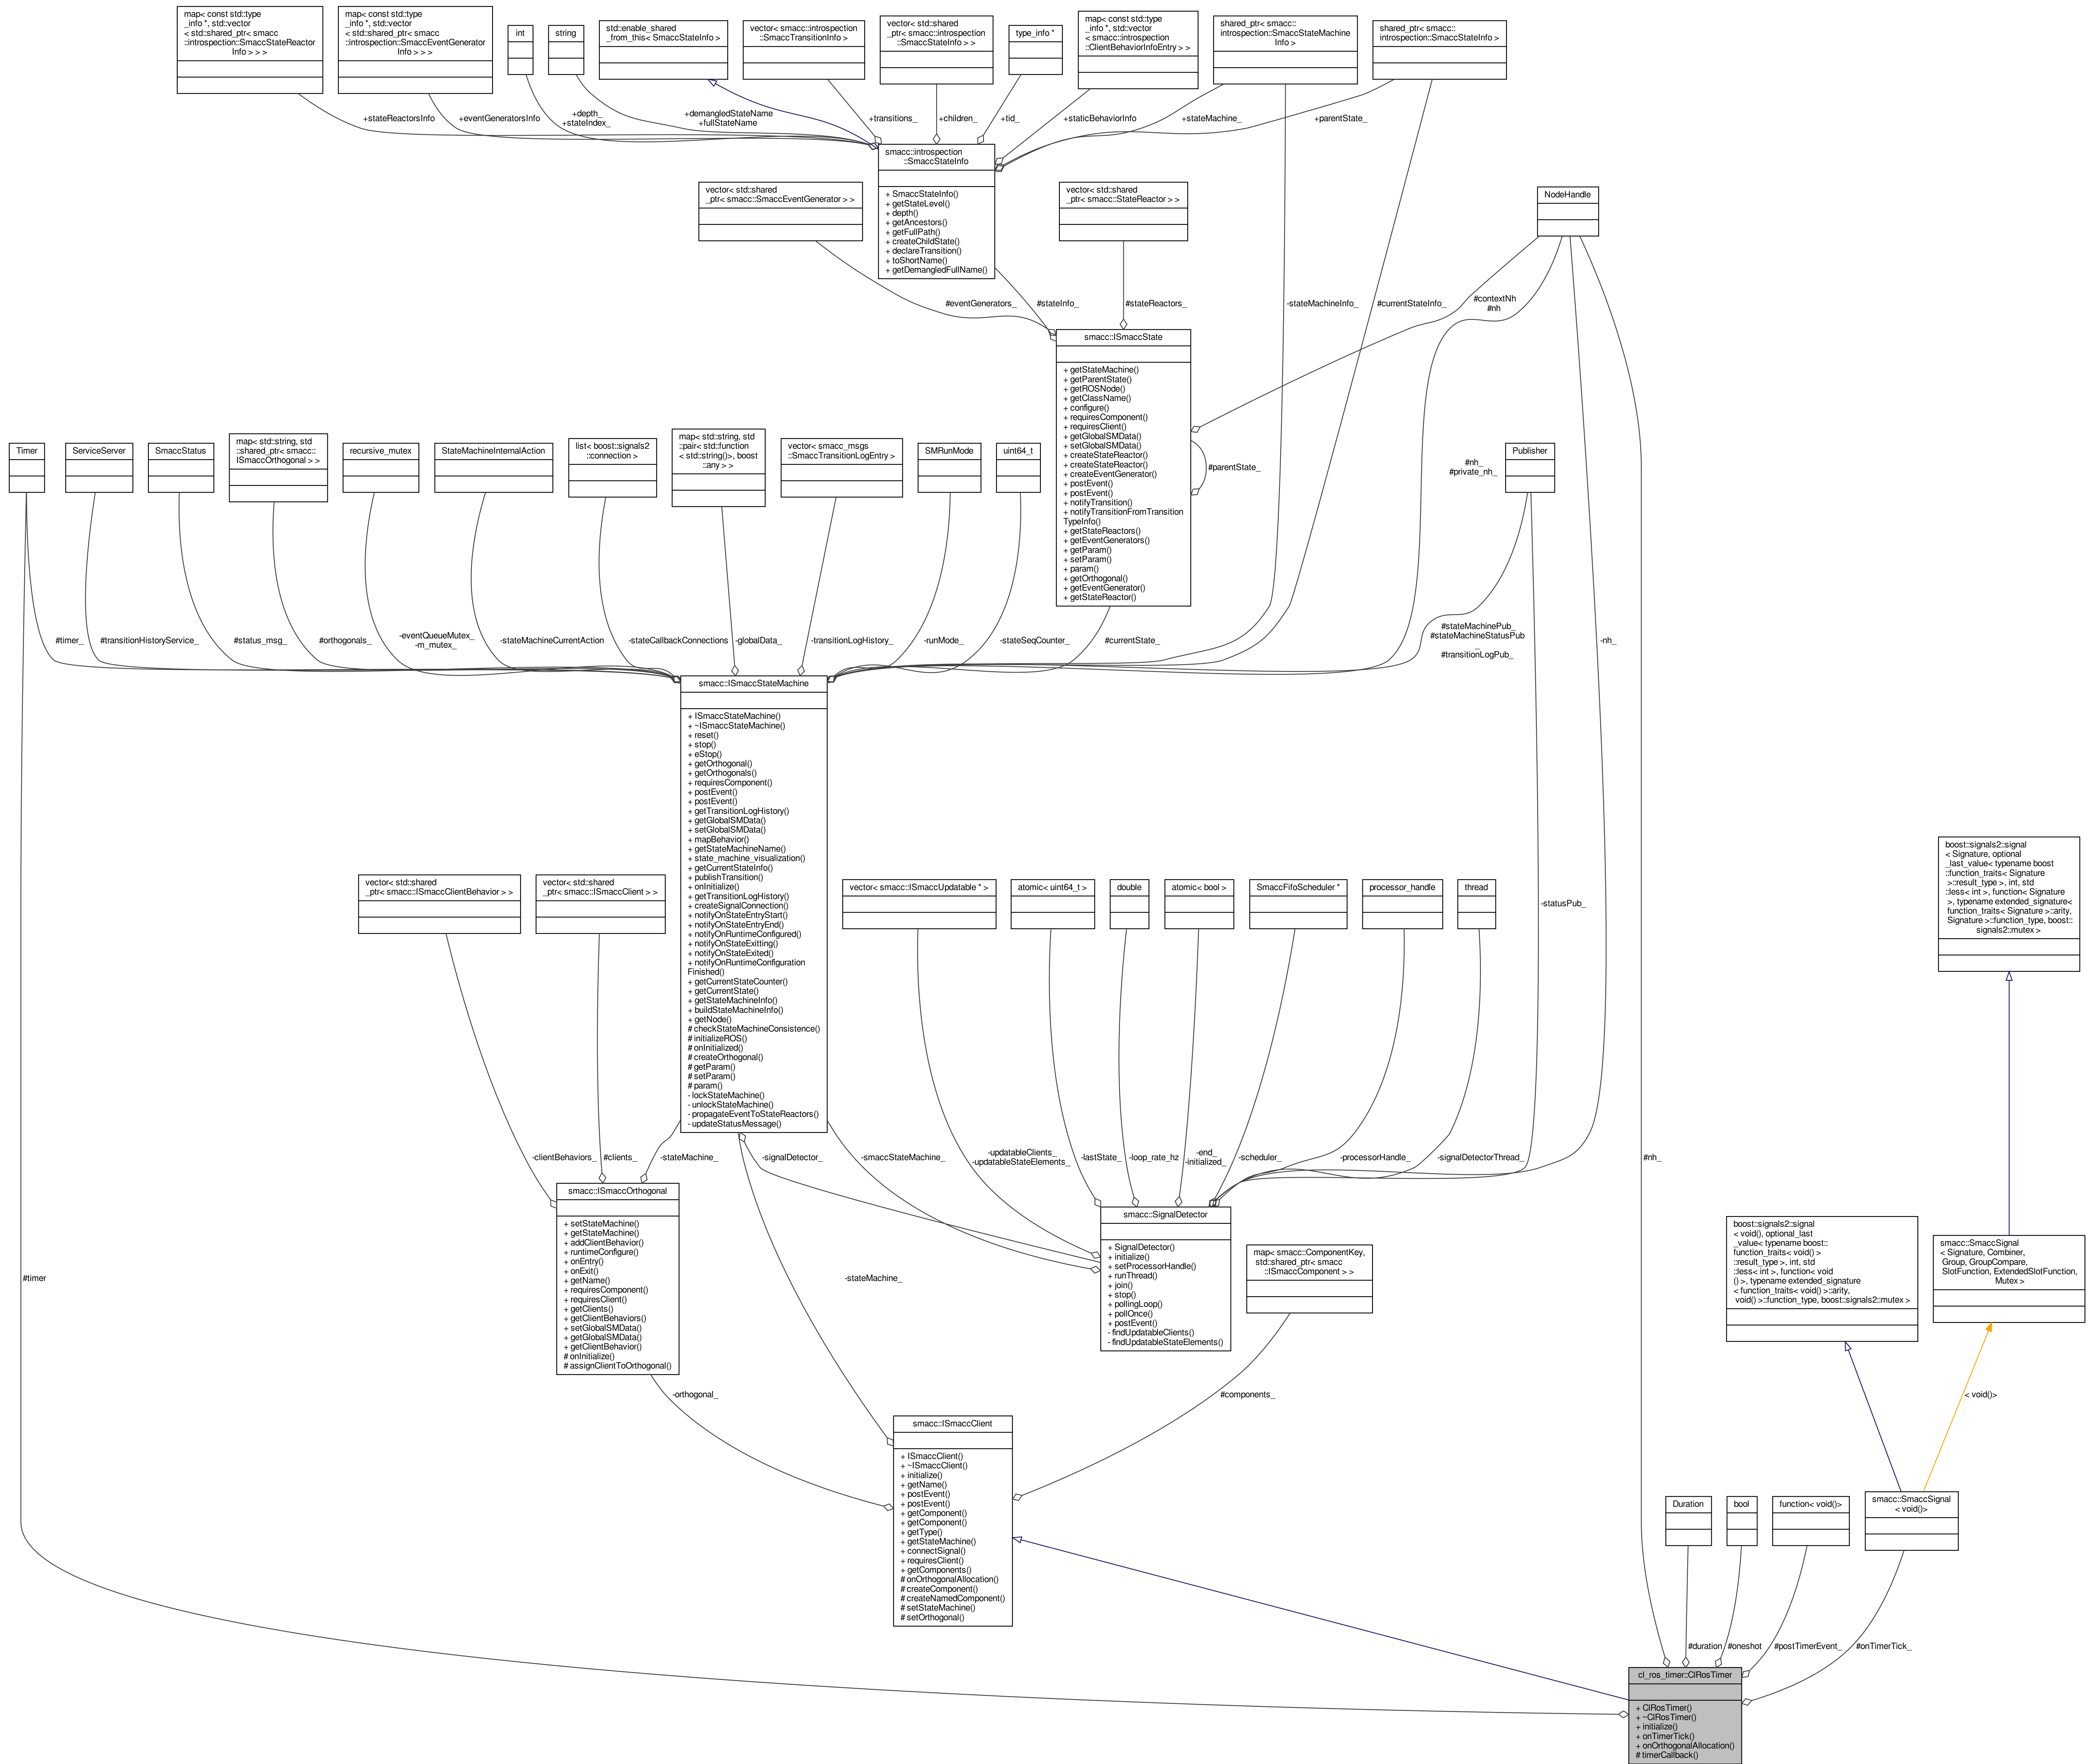 map< const std::type
_info *, std::vector
< std::shared_ptr< smacc
::introspection::SmaccStateReactor
Info > > >
map< const std::type
_info *, std::vector
< std::shared_ptr< smacc
::introspection::SmaccEventGenerator
Info > > >
int
string
std::enable_shared
_from_this< SmaccStateInfo >
vector< smacc::introspection
::SmaccTransitionInfo >
vector< std::shared
_ptr< smacc::introspection
::SmaccStateInfo > >
type_info *
map< const std::type
_info *, std::vector
< smacc::introspection
::ClientBehaviorInfoEntry > >
shared_ptr< smacc::
introspection::SmaccStateMachine
Info >
shared_ptr< smacc::
introspection::SmaccStateInfo >
+stateReactorsInfo
+eventGeneratorsInfo
+depth_
+stateIndex_
+demangledStateName
+fullStateName
+transitions_
+children_
+tid_
+staticBehaviorInfo
+stateMachine_
+parentState_
smacc::introspection
::SmaccStateInfo
+ SmaccStateInfo()
+ getStateLevel()
+ depth()
+ getAncestors()
+ getFullPath()
+ createChildState()
+ declareTransition()
+ toShortName()
+ getDemangledFullName()
vector< std::shared
_ptr< smacc::SmaccEventGenerator > >
vector< std::shared
_ptr< smacc::StateReactor > >
NodeHandle
#eventGenerators_
#stateInfo_
#stateReactors_
-stateMachineInfo_
#currentStateInfo_
#contextNh
#nh
smacc::ISmaccState
+ getStateMachine()
+ getParentState()
+ getROSNode()
+ getClassName()
+ configure()
+ requiresComponent()
+ requiresClient()
+ getGlobalSMData()
+ setGlobalSMData()
+ createStateReactor()
+ createStateReactor()
+ createEventGenerator()
+ postEvent()
+ postEvent()
+ notifyTransition()
+ notifyTransitionFromTransition
TypeInfo()
+ getStateReactors()
+ getEventGenerators()
+ getParam()
+ setParam()
+ param()
+ getOrthogonal()
+ getEventGenerator()
+ getStateReactor()
#parentState_
Timer
ServiceServer
SmaccStatus
map< std::string, std
::shared_ptr< smacc::
ISmaccOrthogonal > >
recursive_mutex
StateMachineInternalAction
list< boost::signals2
::connection >
map< std::string, std
::pair< std::function
< std::string()>, boost
::any > >
vector< smacc_msgs
::SmaccTransitionLogEntry >
SMRunMode
uint64_t
#nh_
#private_nh_
Publisher
#timer_
#transitionHistoryService_
#status_msg_
#orthogonals_
-eventQueueMutex_
-m_mutex_
-stateMachineCurrentAction
-stateCallbackConnections
-globalData_
-transitionLogHistory_
-runMode_
-stateSeqCounter_
#currentState_
#stateMachinePub_
#stateMachineStatusPub
_
#transitionLogPub_
-nh_
smacc::ISmaccStateMachine
+ ISmaccStateMachine()
+ ~ISmaccStateMachine()
+ reset()
+ stop()
+ eStop()
+ getOrthogonal()
+ getOrthogonals()
+ requiresComponent()
+ postEvent()
+ postEvent()
+ getTransitionLogHistory()
+ getGlobalSMData()
+ setGlobalSMData()
+ mapBehavior()
+ getStateMachineName()
+ state_machine_visualization()
+ getCurrentStateInfo()
+ publishTransition()
+ onInitialize()
+ getTransitionLogHistory()
+ createSignalConnection()
+ notifyOnStateEntryStart()
+ notifyOnStateEntryEnd()
+ notifyOnRuntimeConfigured()
+ notifyOnStateExitting()
+ notifyOnStateExited()
+ notifyOnRuntimeConfiguration
Finished()
+ getCurrentStateCounter()
+ getCurrentState()
+ getStateMachineInfo()
+ buildStateMachineInfo()
+ getNode()
# checkStateMachineConsistence()
# initializeROS()
# onInitialized()
# createOrthogonal()
# getParam()
# setParam()
# param()
- lockStateMachine()
- unlockStateMachine()
- propagateEventToStateReactors()
- updateStatusMessage()
vector< std::shared
_ptr< smacc::ISmaccClientBehavior > >
vector< std::shared
_ptr< smacc::ISmaccClient > >
vector< smacc::ISmaccUpdatable * >
atomic< uint64_t >
double
atomic< bool >
SmaccFifoScheduler *
processor_handle
thread
-statusPub_
boost::signals2::signal
< Signature, optional
_last_value< typename boost
::function_traits< Signature
>::result_type >, int, std
::less< int >, function< Signature
>, typename extended_signature<
function_traits< Signature >::arity,
Signature >::function_type, boost::
signals2::mutex >
-clientBehaviors_
#clients_
-stateMachine_
-signalDetector_
-smaccStateMachine_
-updatableClients_
-updatableStateElements_
-lastState_
-loop_rate_hz
-end_
-initialized_
-scheduler_
-processorHandle_
-signalDetectorThread_
#nh_
smacc::ISmaccOrthogonal
+ setStateMachine()
+ getStateMachine()
+ addClientBehavior()
+ runtimeConfigure()
+ onEntry()
+ onExit()
+ getName()
+ requiresComponent()
+ requiresClient()
+ getClients()
+ getClientBehaviors()
+ setGlobalSMData()
+ getGlobalSMData()
+ getClientBehavior()
# onInitialize()
# assignClientToOrthogonal()
smacc::SignalDetector
+ SignalDetector()
+ initialize()
+ setProcessorHandle()
+ runThread()
+ join()
+ stop()
+ pollingLoop()
+ pollOnce()
+ postEvent()
- findUpdatableClients()
- findUpdatableStateElements()
map< smacc::ComponentKey,
std::shared_ptr< smacc
::ISmaccComponent > >
boost::signals2::signal
< void(), optional_last
_value< typename boost::
function_traits< void() >
::result_type >, int, std
::less< int >, function< void
() >, typename extended_signature
< function_traits< void() >::arity,
void() >::function_type, boost::signals2::mutex >
smacc::SmaccSignal
< Signature, Combiner,
Group, GroupCompare,
SlotFunction, ExtendedSlotFunction,
Mutex >
#timer
-stateMachine_
-orthogonal_
#components_
< void()>
smacc::ISmaccClient
+ ISmaccClient()
+ ~ISmaccClient()
+ initialize()
+ getName()
+ postEvent()
+ postEvent()
+ getComponent()
+ getComponent()
+ getType()
+ getStateMachine()
+ connectSignal()
+ requiresClient()
+ getComponents()
# onOrthogonalAllocation()
# createComponent()
# createNamedComponent()
# setStateMachine()
# setOrthogonal()
Duration
bool
function< void()>
smacc::SmaccSignal
< void()>
#duration
#oneshot
#postTimerEvent_
#onTimerTick_
cl_ros_timer::ClRosTimer
+ ClRosTimer()
+ ~ClRosTimer()
+ initialize()
+ onTimerTick()
+ onOrthogonalAllocation()
# timerCallback()